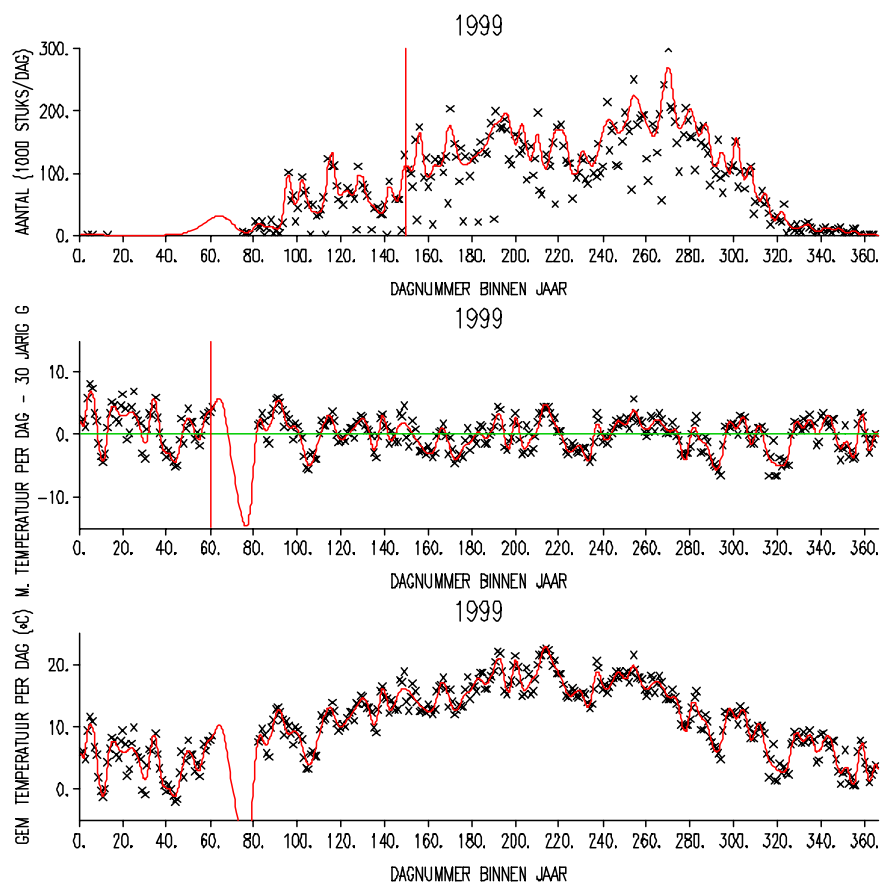 1999
AANTAL (1000 STUKS/DAG)
300.
200.
100.
0.
0. 20. 40. 60. 80. 100. 120. 140. 160. 180. 200. 220. 240. 260. 280. 300. 320. 340. 360.
DAGNUMMER BINNEN JAAR
1999
M. TEMPERATUUR PER DAG - 30 JARIG G
10.
0.
-10.
0. 20. 40. 60. 80. 100. 120. 140. 160. 180. 200. 220. 240. 260. 280. 300. 320. 340. 360.
DAGNUMMER BINNEN JAAR
1999
GEM TEMPERATUUR PER DAG (°C)
20.
10.
0.
0. 20. 40. 60. 80. 100. 120. 140. 160. 180. 200. 220. 240. 260. 280. 300. 320. 340. 360.
DAGNUMMER BINNEN JAAR